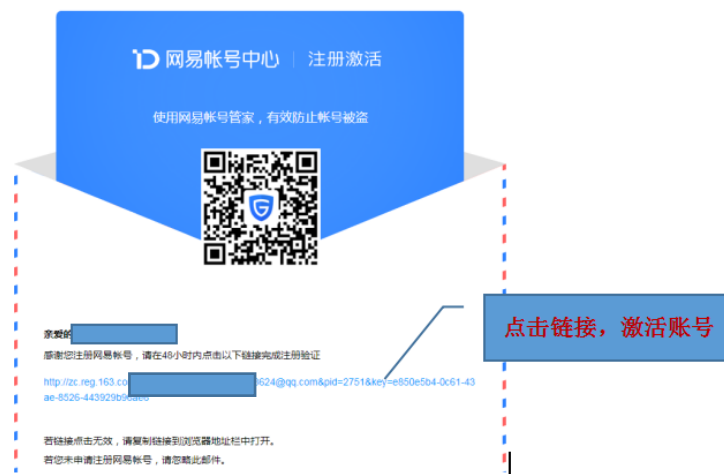 网易帐号中心 | 注册激活
使用网易帐号管家，有效防止帐号被盗
亲爱的
感谢您注册网易帐号，请在48小时内点击以下链接完成注册验证
http://zc.reg.163.co 3624@qq.com&pid=2751&key=e850e5b4-0c61-43
ae-8526-443929b9
点击链接，激活账号
若链接点击无效，请复制链接到浏览器地址栏中打开。
若您未申请注册网易帐号，请忽略此邮件。